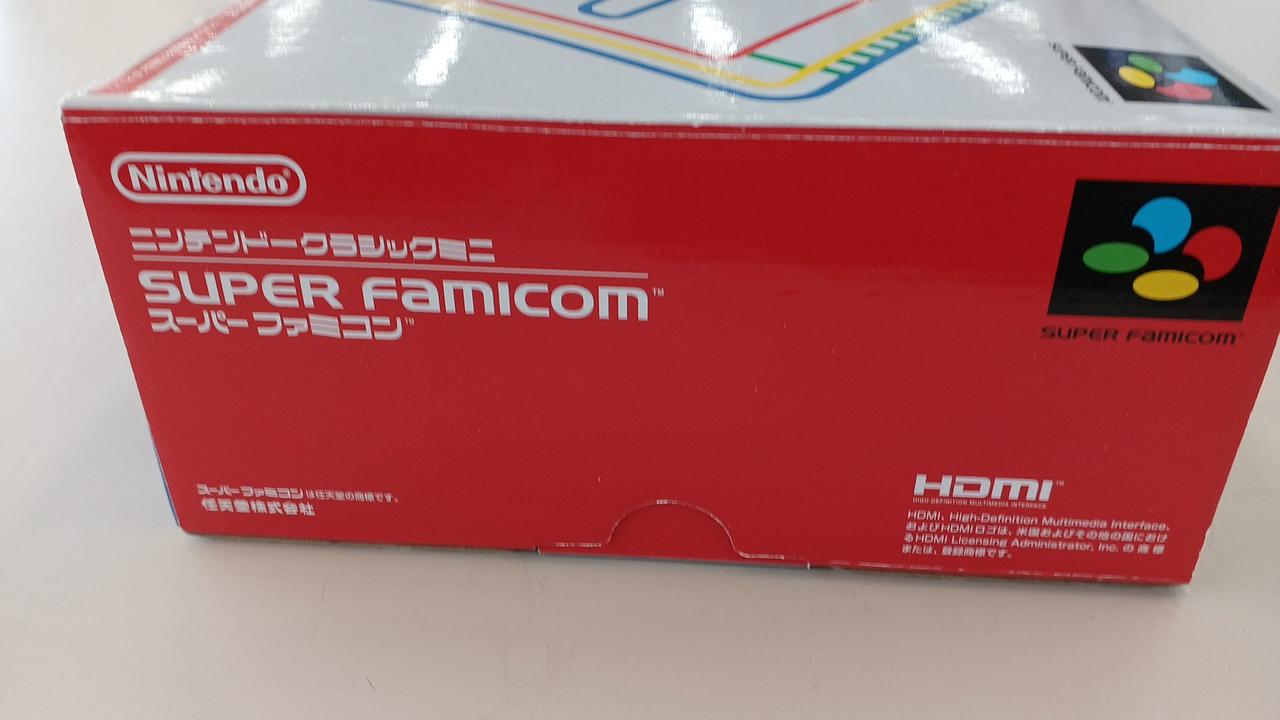 SUPER FAMICOM
Nintendo®
ニンテンドークラシックミニ
SUPER FAMICOM™
スーパーファミコン™
SUPER FAMICOM
スーパーファミコンは任天堂の商標です。
任天堂株式会社
HDMI™
HIGH-DEFINITION MULTIMEDIA INTERFACE
HDMI、High-Definition Multimedia Interface、
およびHDMIロゴは、米国およびその他の国におけ
るHDMI Licensing Administrator, Inc. の商標
または、登録商標です。